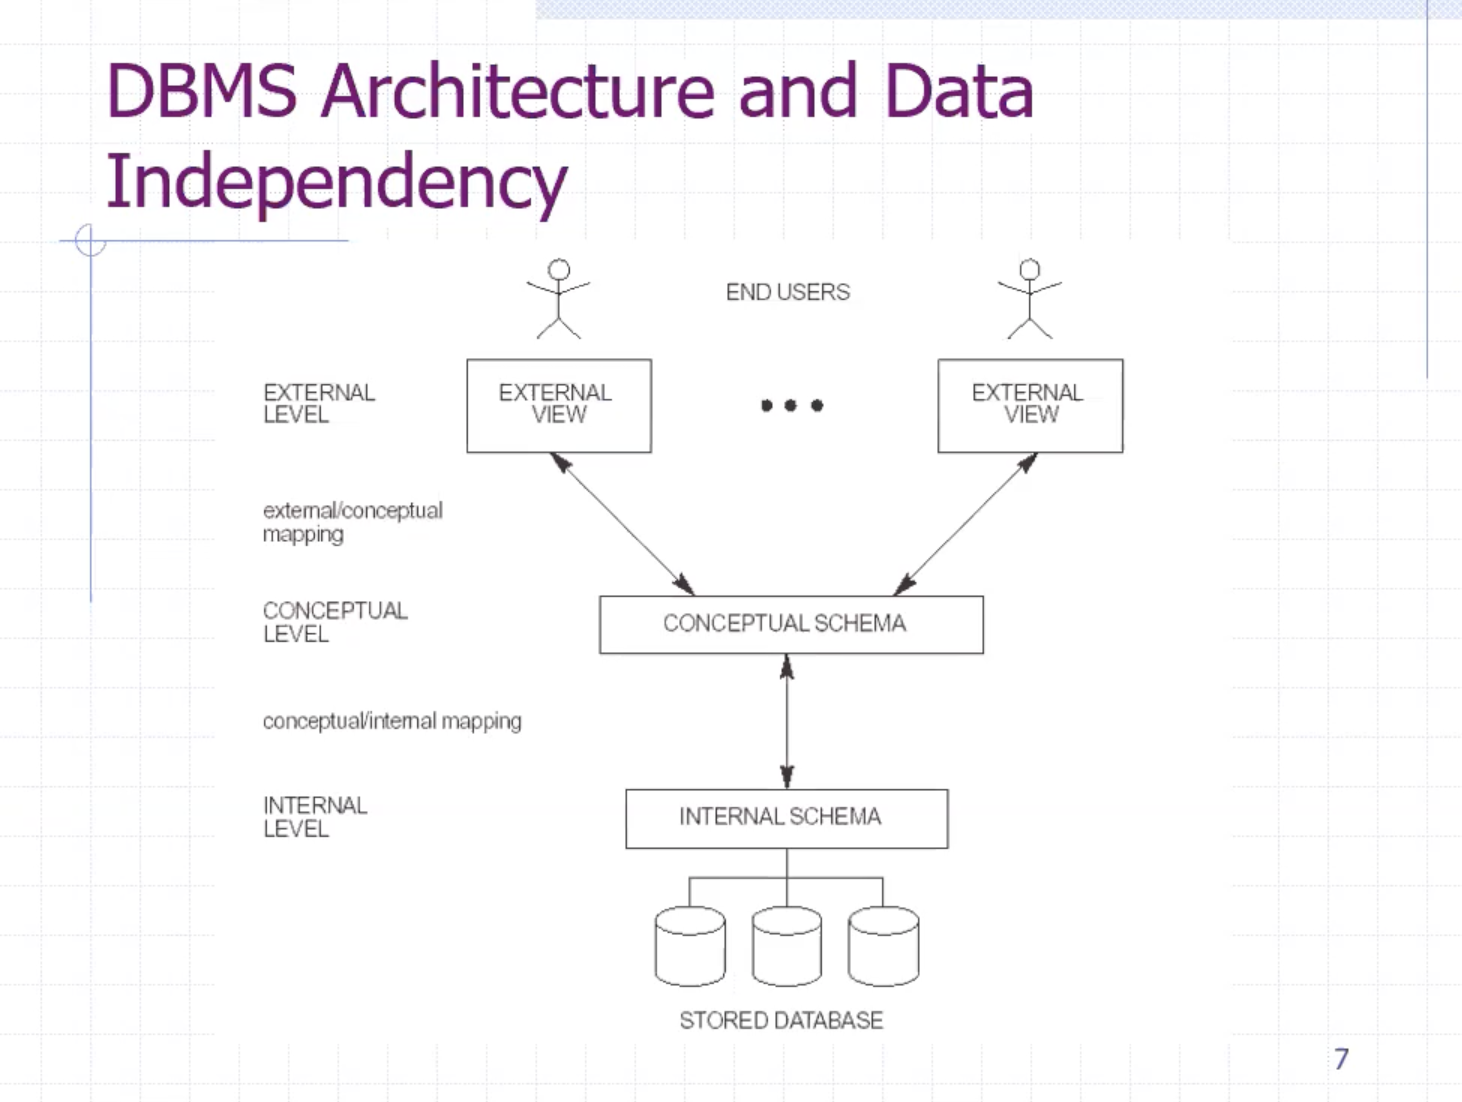 DBMS Architecture and Data
Independency
END USERS
EXTERNAL
LEVEL
EXTERNAL
VIEW
EXTERNAL
VIEW
external/conceptual
mapping
CONCEPTUAL
LEVEL
CONCEPTUAL SCHEMA
conceptual/internal mapping
INTERNAL
LEVEL
INTERNAL SCHEMA
STORED DATABASE
7